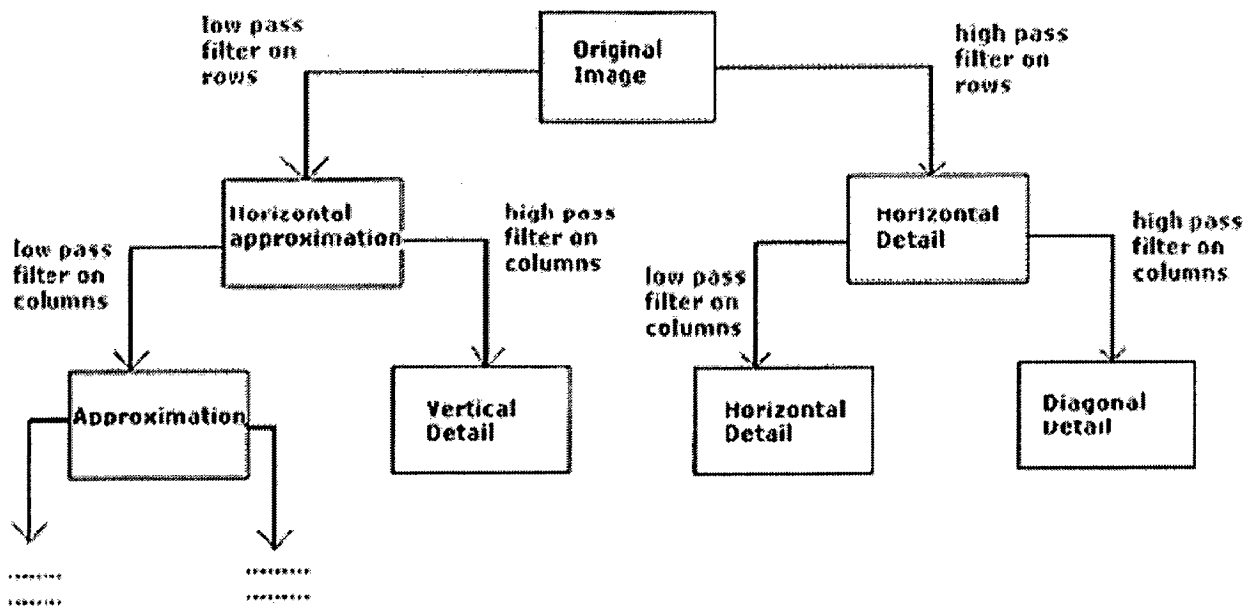 low pass
filter on
rows
Original
Image
high pass
filter on
rows
Horizontal
approximation
high pass
filter on
columns
Horizontal
Detail
high pass
filter on
columns
low pass
filter on
columns
low pass
filter on
columns
Approximation
Vertical
Detail
Horizontal
Detail
Diagonal
Detail